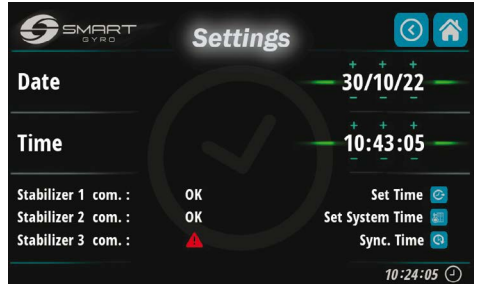 SMART
GYRO
Settings
Date
+ + +
30/10/22
- - -
Time
+ + +
10:43:05
- - -
Stabilizer 1 com. : OK Set Time
Stabilizer 2 com. : OK Set System Time
Stabilizer 3 com. : Sync. Time
10:24:05